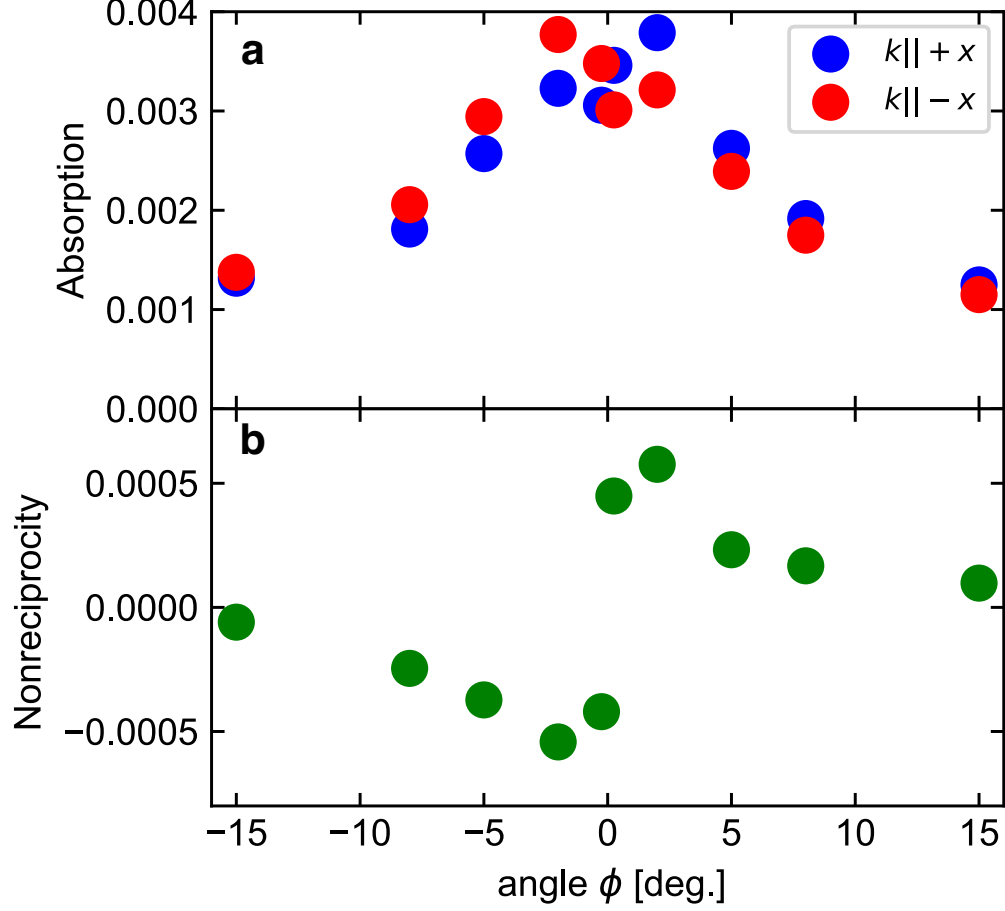 a
k|| + x
k|| − x
0.004
0.003
0.002
0.001
0.000
Absorption
b
0.0005
0.0000
−0.0005
Nonreciprocity
−15 −10 −5 0 5 10 15
angle ϕ [deg.]